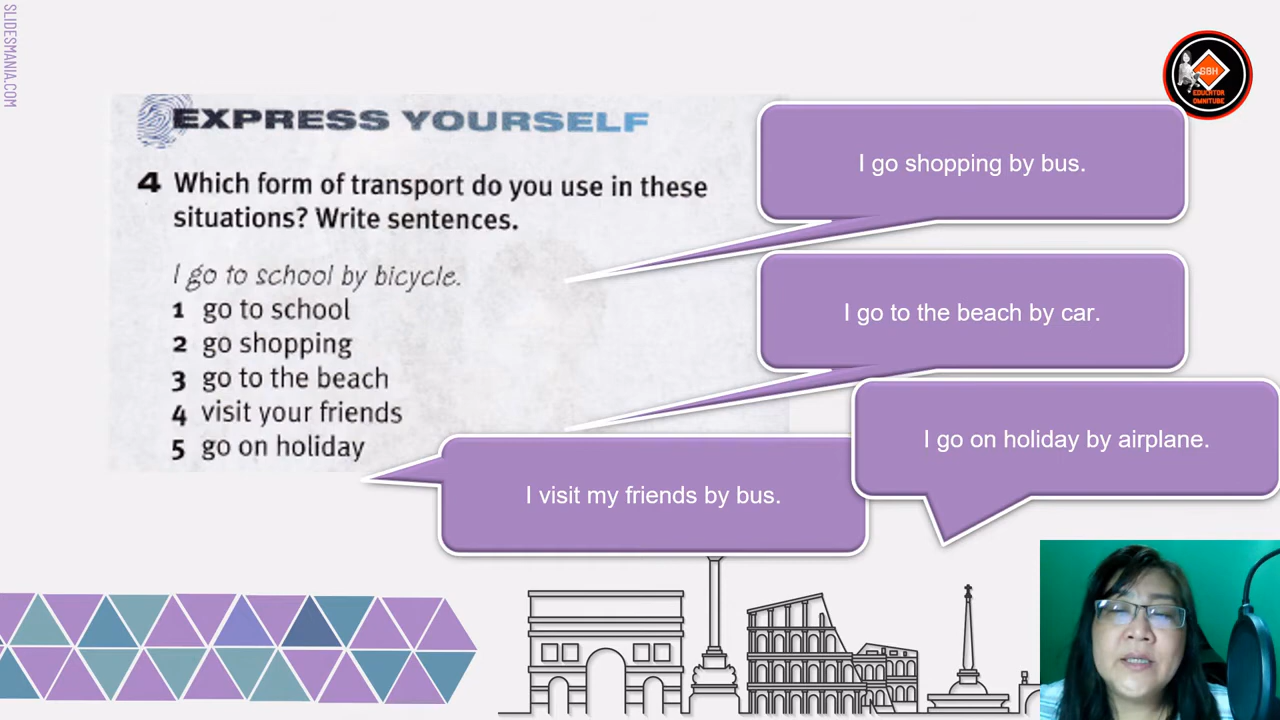 SLIDESMANIA.COM
EXPRESS YOURSELF
4 Which form of transport do you use in these
situations? Write sentences.
I go to school by bicycle.
1 go to school
2 go shopping
3 go to the beach
4 visit your friends
5 go on holiday
I go shopping by bus.
I go to the beach by car.
I go on holiday by airplane.
I visit my friends by bus.
EDUCATOR
OWNITUBE